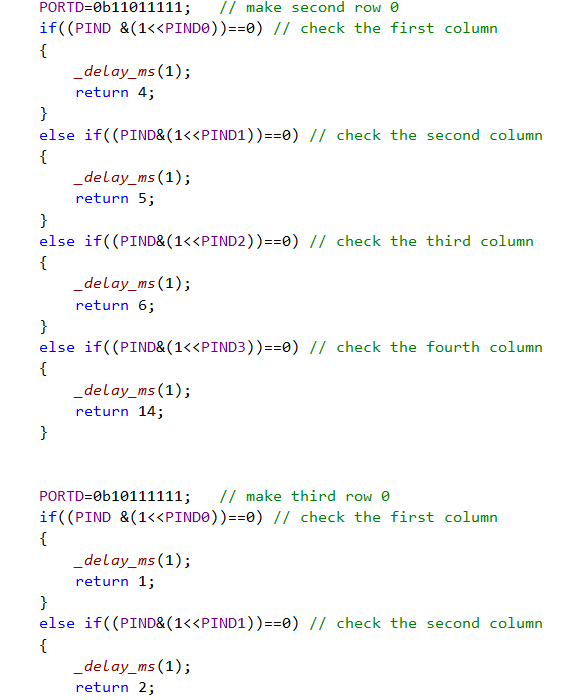 PORTD=0b11011111;   // make second row 0
if((PIND &(1<<PIND0))==0) // check the first column
{
    _delay_ms(1);
    return 4;
}
else if((PIND&(1<<PIND1))==0) // check the second column
{
    _delay_ms(1);
    return 5;
}
else if((PIND&(1<<PIND2))==0) // check the third column
{
    _delay_ms(1);
    return 6;
}
else if((PIND&(1<<PIND3))==0) // check the fourth column
{
    _delay_ms(1);
    return 14;
}
PORTD=0b10111111;   // make third row 0
if((PIND &(1<<PIND0))==0) // check the first column
{
    _delay_ms(1);
    return 1;
}
else if((PIND&(1<<PIND1))==0) // check the second column
{
    _delay_ms(1);
    return 2;